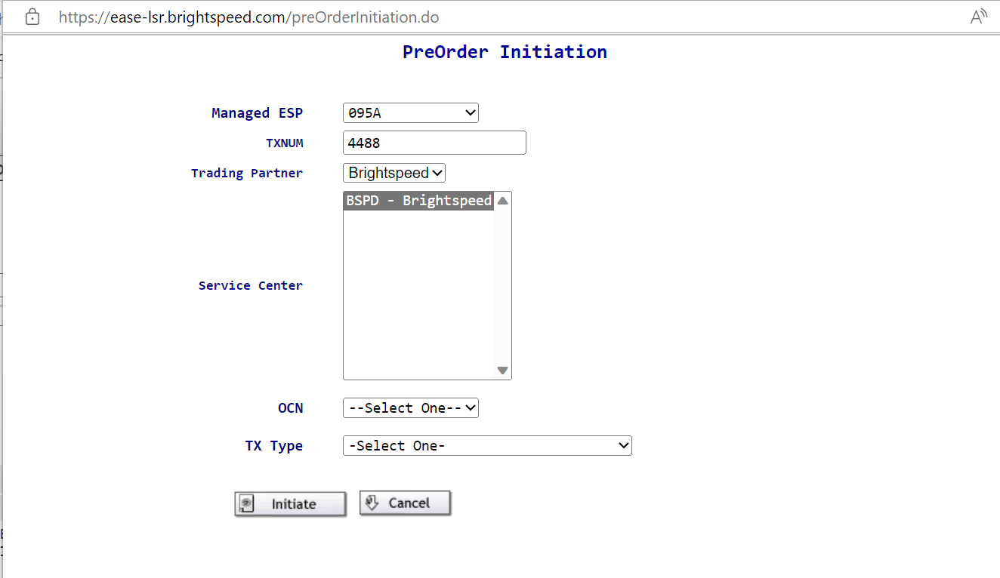 https://ease-lsr.brightspeed.com/preOrderInitiation.do
PreOrder Initiation
Managed ESP 095A
TXNUM 4488
Trading Partner Brightspeed
BSPD - Brightspeed
Service Center
OCN --Select One--
TX Type -Select One-
Initiate Cancel